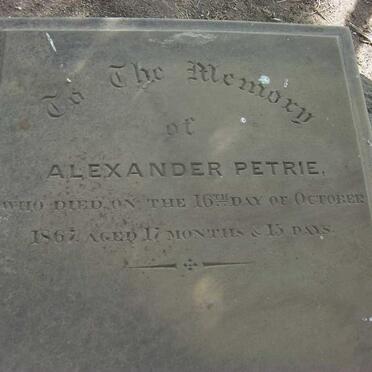 To The Memory
of
ALEXANDER PETRIE,
WHO DIED ON THE 16TH DAY OF OCTOBER
1867 AGED 17 MONTHS & 15 DAYS.